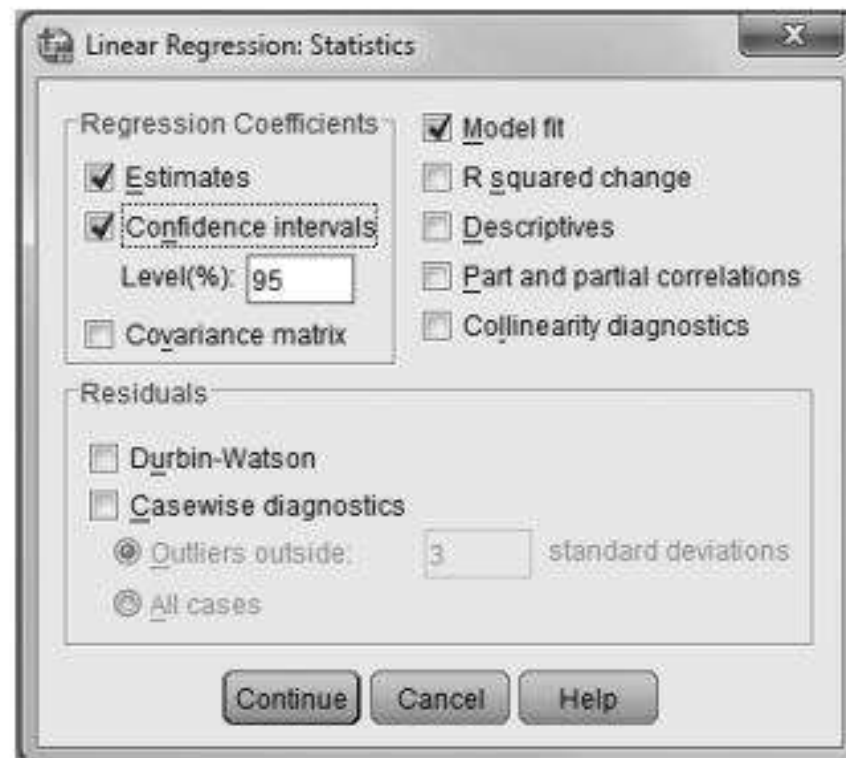 Linear Regression: Statistics
Regression Coefficients
Estimates
Confidence intervals
Level(%): 95
Covariance matrix
Model fit
R squared change
Descriptives
Part and partial correlations
Collinearity diagnostics
Residuals
Durbin-Watson
Casewise diagnostics
Outliers outside: 3 standard deviations
All cases
Continue Cancel Help